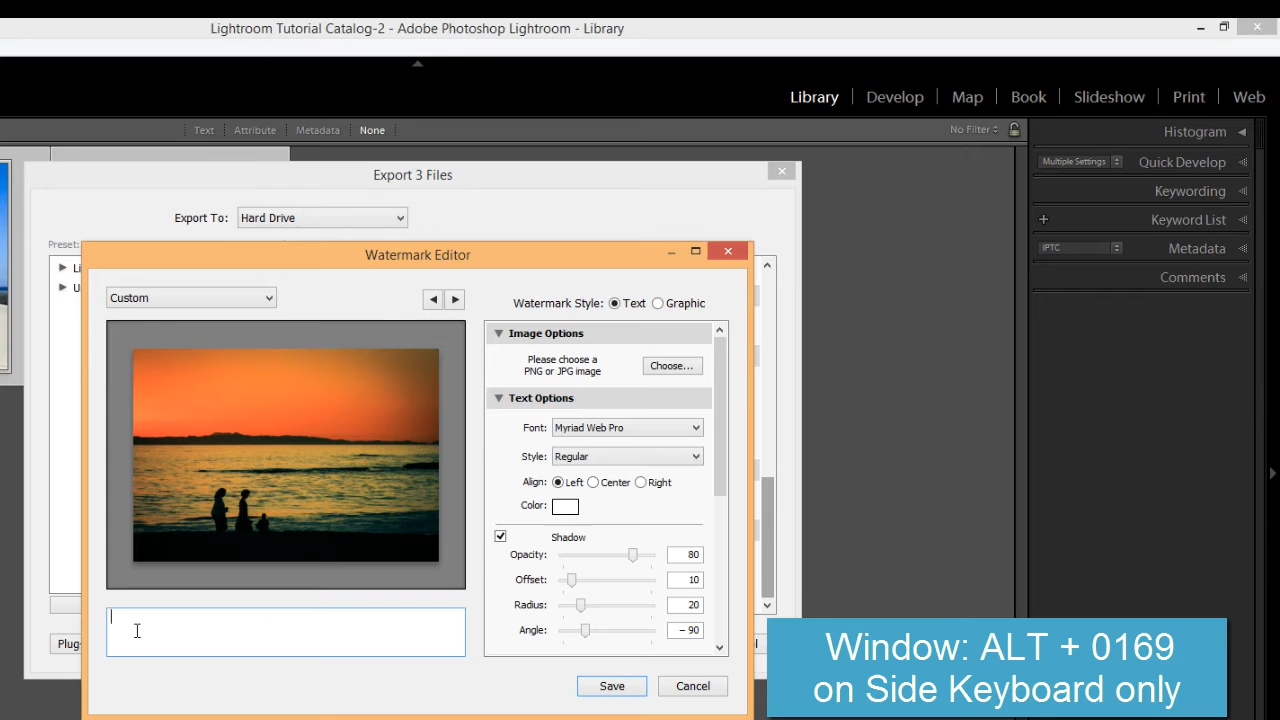 Lightroom Tutorial Catalog-2 - Adobe Photoshop Lightroom - Library
Library Develop Map Book Slideshow Print Web
Text Attribute Metadata None No Filter
Histogram
Multiple Settings Quick Develop
Keywording
Keyword List
IPTC Metadata
Comments
Export 3 Files
Export To: Hard Drive
Preset:
Watermark Editor
Custom
Watermark Style: Text Graphic
Image Options
Please choose a
PNG or JPG image
Choose...
Text Options
Font: Myriad Web Pro
Style: Regular
Align: Left Center Right
Color:
Shadow
Opacity: 80
Offset: 10
Radius: 20
Angle: – 90
Save Cancel
Window: ALT + 0169
on Side Keyboard only